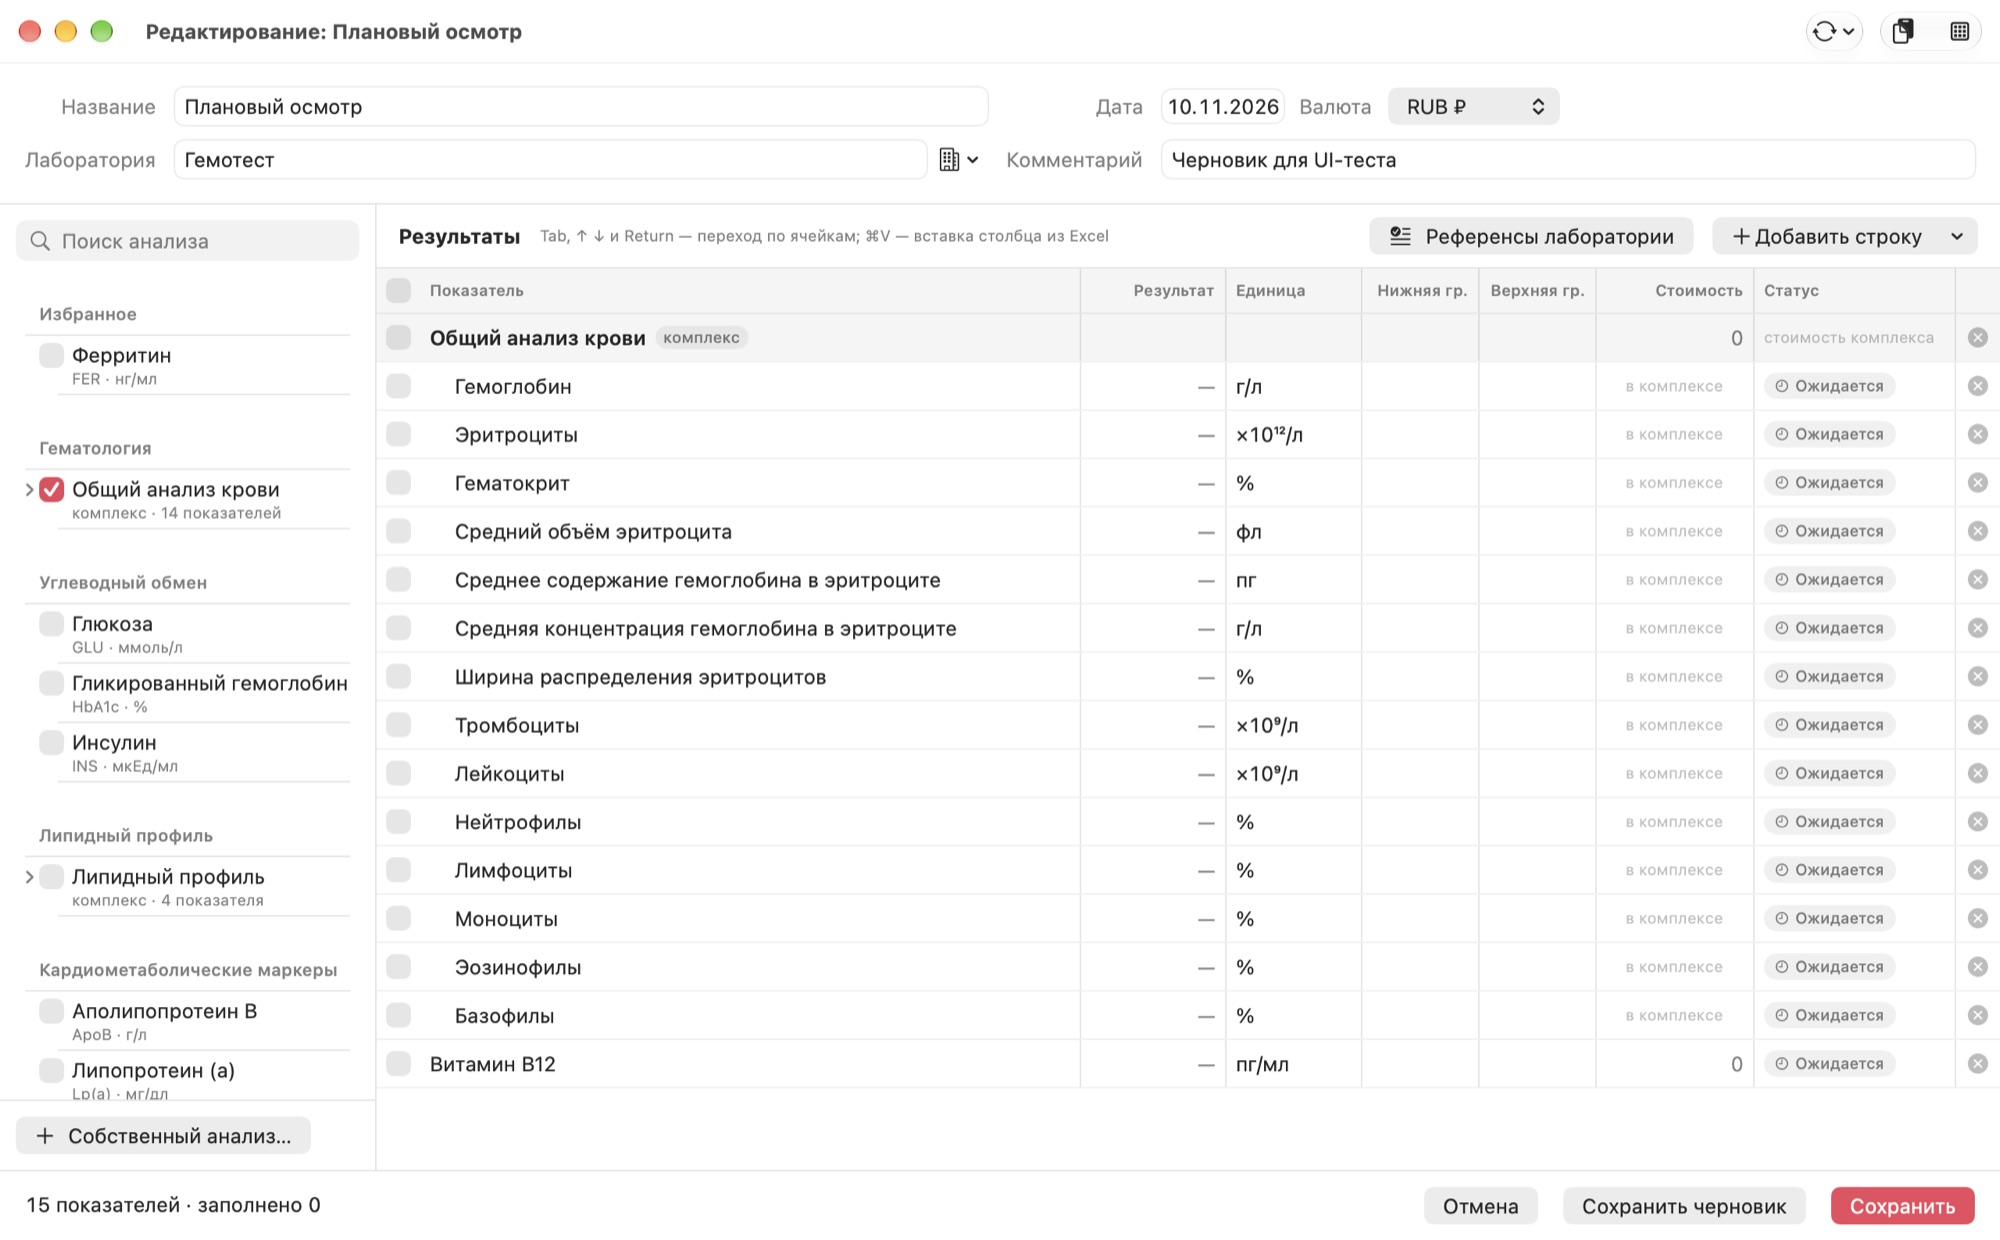 Редактирование: Плановый осмотр
Название Плановый осмотр Дата 10.11.2026 Валюта RUB ₽
Лаборатория Гемотест Комментарий Черновик для UI-теста
Поиск анализа
Избранное
Ферритин
FER · нг/мл
Гематология
Общий анализ крови
комплекс · 14 показателей
Углеводный обмен
Глюкоза
GLU · ммоль/л
Гликированный гемоглобин
HbA1c · %
Инсулин
INS · мкЕд/мл
Липидный профиль
Липидный профиль
комплекс · 4 показателя
Кардиометаболические маркеры
Аполипопротеин B
ApoB · г/л
Липопротеин (a)
Lp(a) · мг/дл
+ Собственный анализ...
Результаты Tab, ↑ ↓ и Return — переход по ячейкам; ⌘V — вставка столбца из Excel Референсы лаборатории + Добавить строку
Показатель Результат Единица Нижняя гр. Верхняя гр. Стоимость Статус
Общий анализ крови комплекс 0 стоимость комплекса
Гемоглобин — г/л в комплексе Ожидается
Эритроциты — ×10¹²/л в комплексе Ожидается
Гематокрит — % в комплексе Ожидается
Средний объём эритроцита — фл в комплексе Ожидается
Среднее содержание гемоглобина в эритроците — пг в комплексе Ожидается
Средняя концентрация гемоглобина в эритроците — г/л в комплексе Ожидается
Ширина распределения эритроцитов — % в комплексе Ожидается
Тромбоциты — ×10⁹/л в комплексе Ожидается
Лейкоциты — ×10⁹/л в комплексе Ожидается
Нейтрофилы — % в комплексе Ожидается
Лимфоциты — % в комплексе Ожидается
Моноциты — % в комплексе Ожидается
Эозинофилы — % в комплексе Ожидается
Базофилы — % в комплексе Ожидается
Витамин B12 — пг/мл 0 Ожидается
15 показателей · заполнено 0 Отмена Сохранить черновик Сохранить